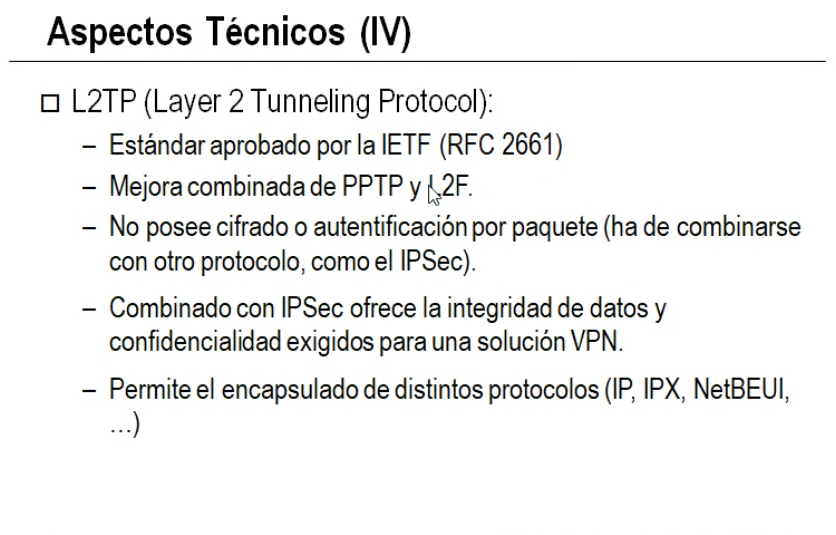 Aspectos Técnicos (IV)
L2TP (Layer 2 Tunneling Protocol):
– Estándar aprobado por la IETF (RFC 2661)
– Mejora combinada de PPTP y L2F.
– No posee cifrado o autentificación por paquete (ha de combinarse
con otro protocolo, como el IPSec).
– Combinado con IPSec ofrece la integridad de datos y
confidencialidad exigidos para una solución VPN.
– Permite el encapsulado de distintos protocolos (IP, IPX, NetBEUI,
…)